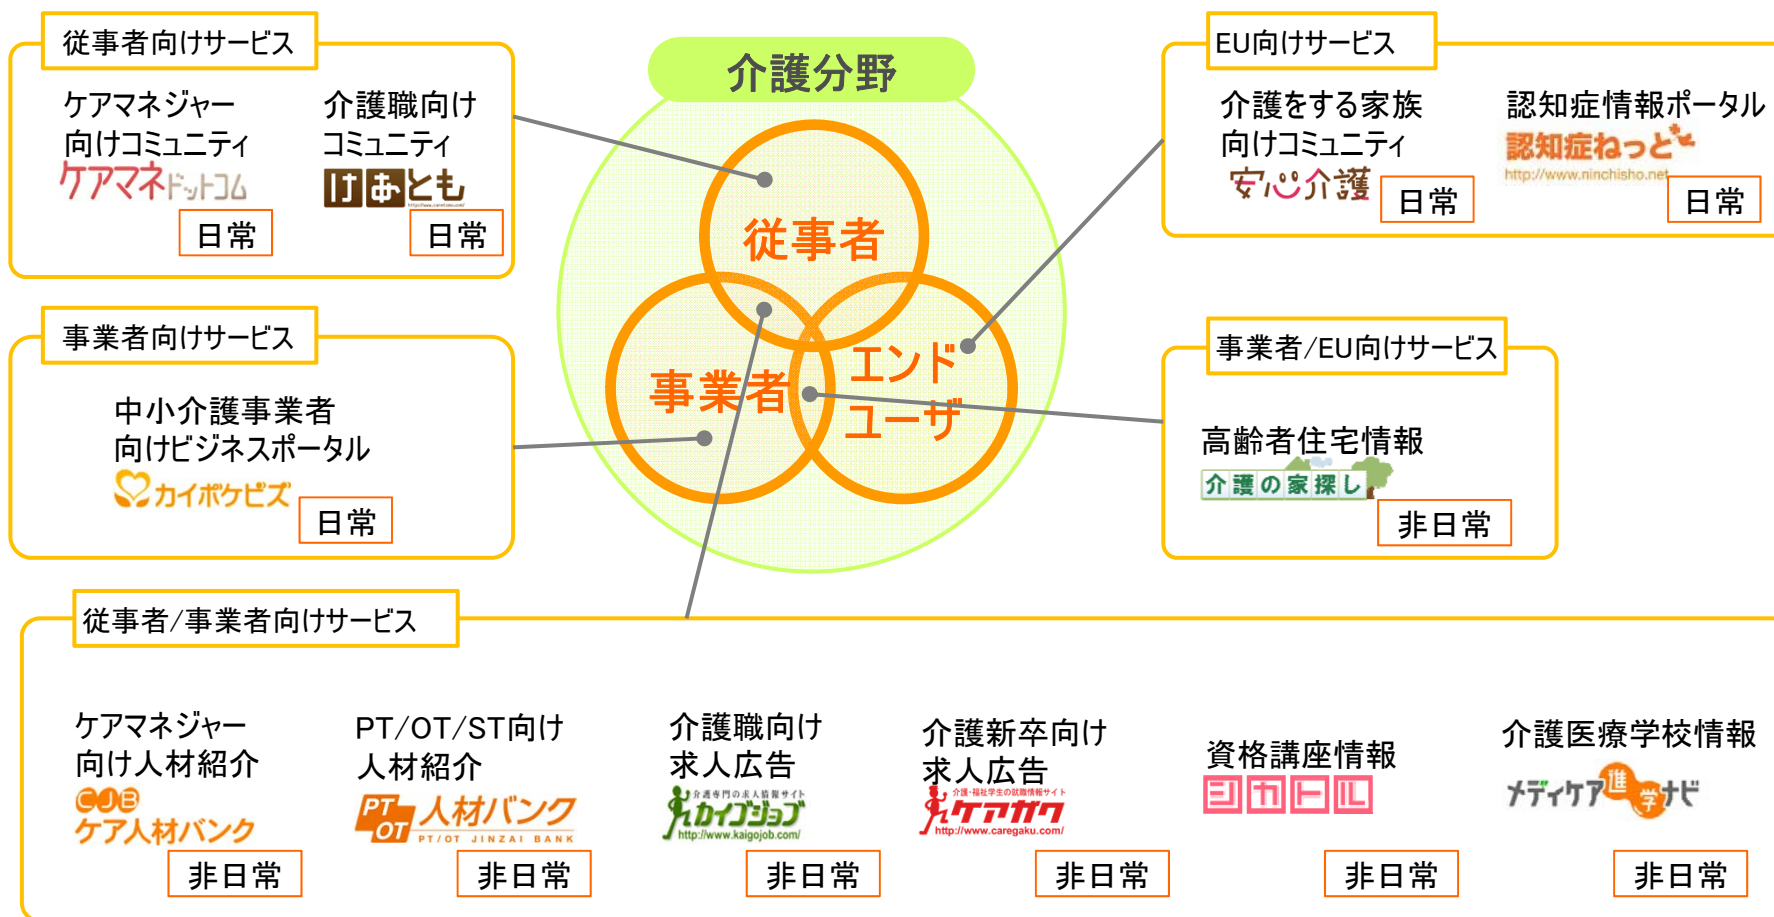 従事者向けサービス
ケアマネジャー
向けコミュニティ
ケアマネドットコム
日常
介護職向け
コミュニティ
けあとも
日常
介護分野
従事者
事業者
エンド
ユーザ
EU向けサービス
介護をする家族
向けコミュニティ
安心介護
日常
認知症情報ポータル
認知症ねっと
http://www.ninchisho.net
日常
事業者向けサービス
中小介護事業者
向けビジネスポータル
カイポケビズ
日常
事業者/EU向けサービス
高齢者住宅情報
介護の家探し
非日常
従事者/事業者向けサービス
ケアマネジャー
向け人材紹介
CJB
ケア人材バンク
非日常
PT/OT/ST向け
人材紹介
PT
OT
人材バンク
PT/OT JINZAI BANK
非日常
介護職向け
求人広告
介護専門の求人情報サイト
カイゴジョブ
http://www.kaigojob.com/
非日常
介護新卒向け
求人広告
介護・福祉学生の就職情報サイト
ケアガク
http://www.caregaku.com/
非日常
資格講座情報
シカトル
非日常
介護医療学校情報
メディケア進学ナビ
非日常